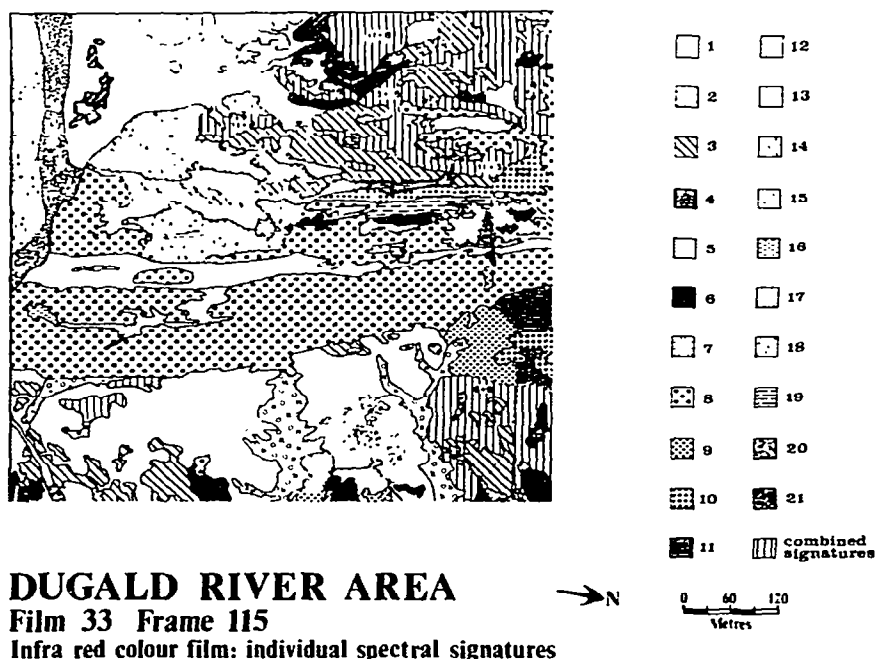 1 12
2 13
3 14
4 15
5 16
6 17
7 18
8 19
9 20
10 21
11 combined signatures
DUGALD RIVER AREA
Film 33 Frame 115
Infra red colour film: individual spectral signatures
N
0 60 120
Metres